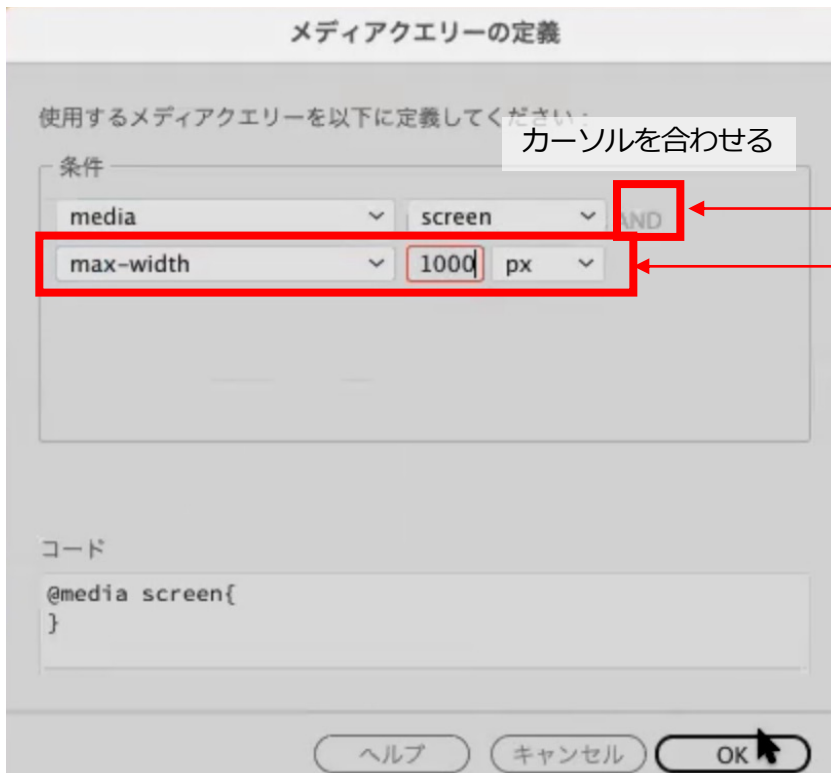 メディアクエリーの定義
使用するメディアクエリーを以下に定義してください：
カーソルを合わせる
条件
media screen AND
max-width 1000 px
コード
@media screen{
}
ヘルプ キャンセル OK